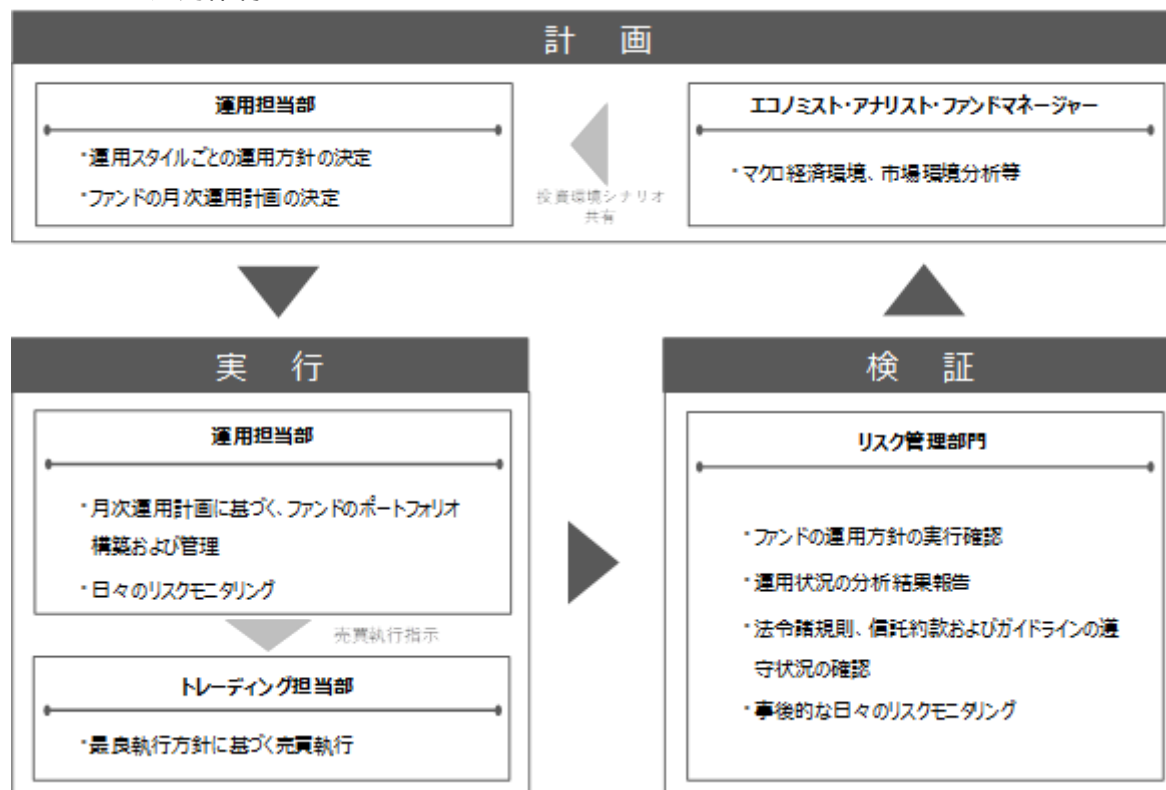 計 画
運用担当部
・運用スタイルごとの運用方針の決定
・ファンドの月次運用計画の決定
投資環境シナリオ
共有
エコノミスト・アナリスト・ファンドマネージャー
・マクロ経済環境、市場環境分析等
実 行
運用担当部
・月次運用計画に基づく、ファンドのポートフォリオ
構築および管理
・日々のリスクモニタリング
売買執行指示
トレーディング担当部
・最良執行方針に基づく売買執行
検 証
リスク管理部門
・ファンドの運用方針の実行確認
・運用状況の分析結果報告
・法令諸規則、信託約款およびガイドラインの遵
守状況の確認
・事後的な日々のリスクモニタリング